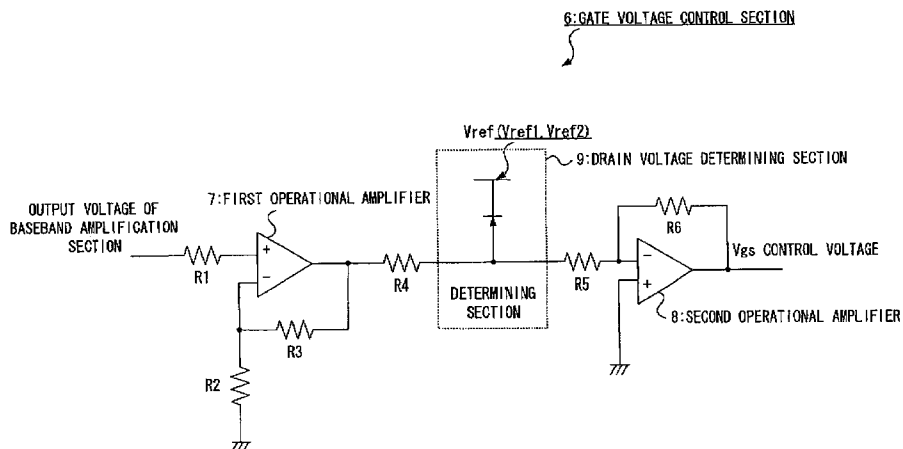 6:GATE VOLTAGE CONTROL SECTION
Vref(Vref1,Vref2)
9:DRAIN VOLTAGE DETERMINING SECTION
7:FIRST OPERATIONAL AMPLIFIER
OUTPUT VOLTAGE OF
BASEBAND AMPLIFICATION
SECTION
R1
+
−
R3
R2
R4
DETERMINING
SECTION
R5
R6
−
+
Vgs CONTROL VOLTAGE
8:SECOND OPERATIONAL AMPLIFIER